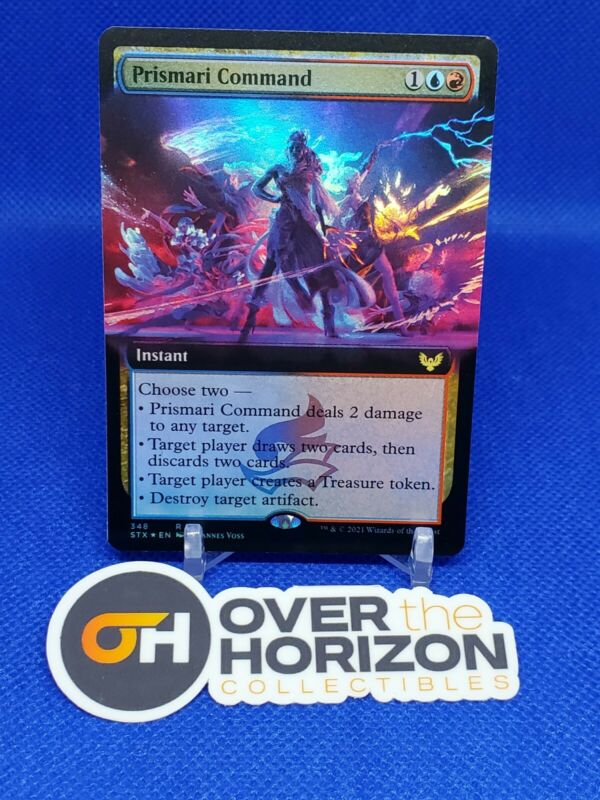 Prismari Command 1
Instant
Choose two —
• Prismari Command deals 2 damage
to any target.
• Target player draws two cards, then
discards two cards.
• Target player creates a Treasure token.
• Destroy target artifact.
348 R
STX ★ EN Voss
™ & © 2021 Wizards of the
OH
OVER the
HORIZON
COLLECTIBLES